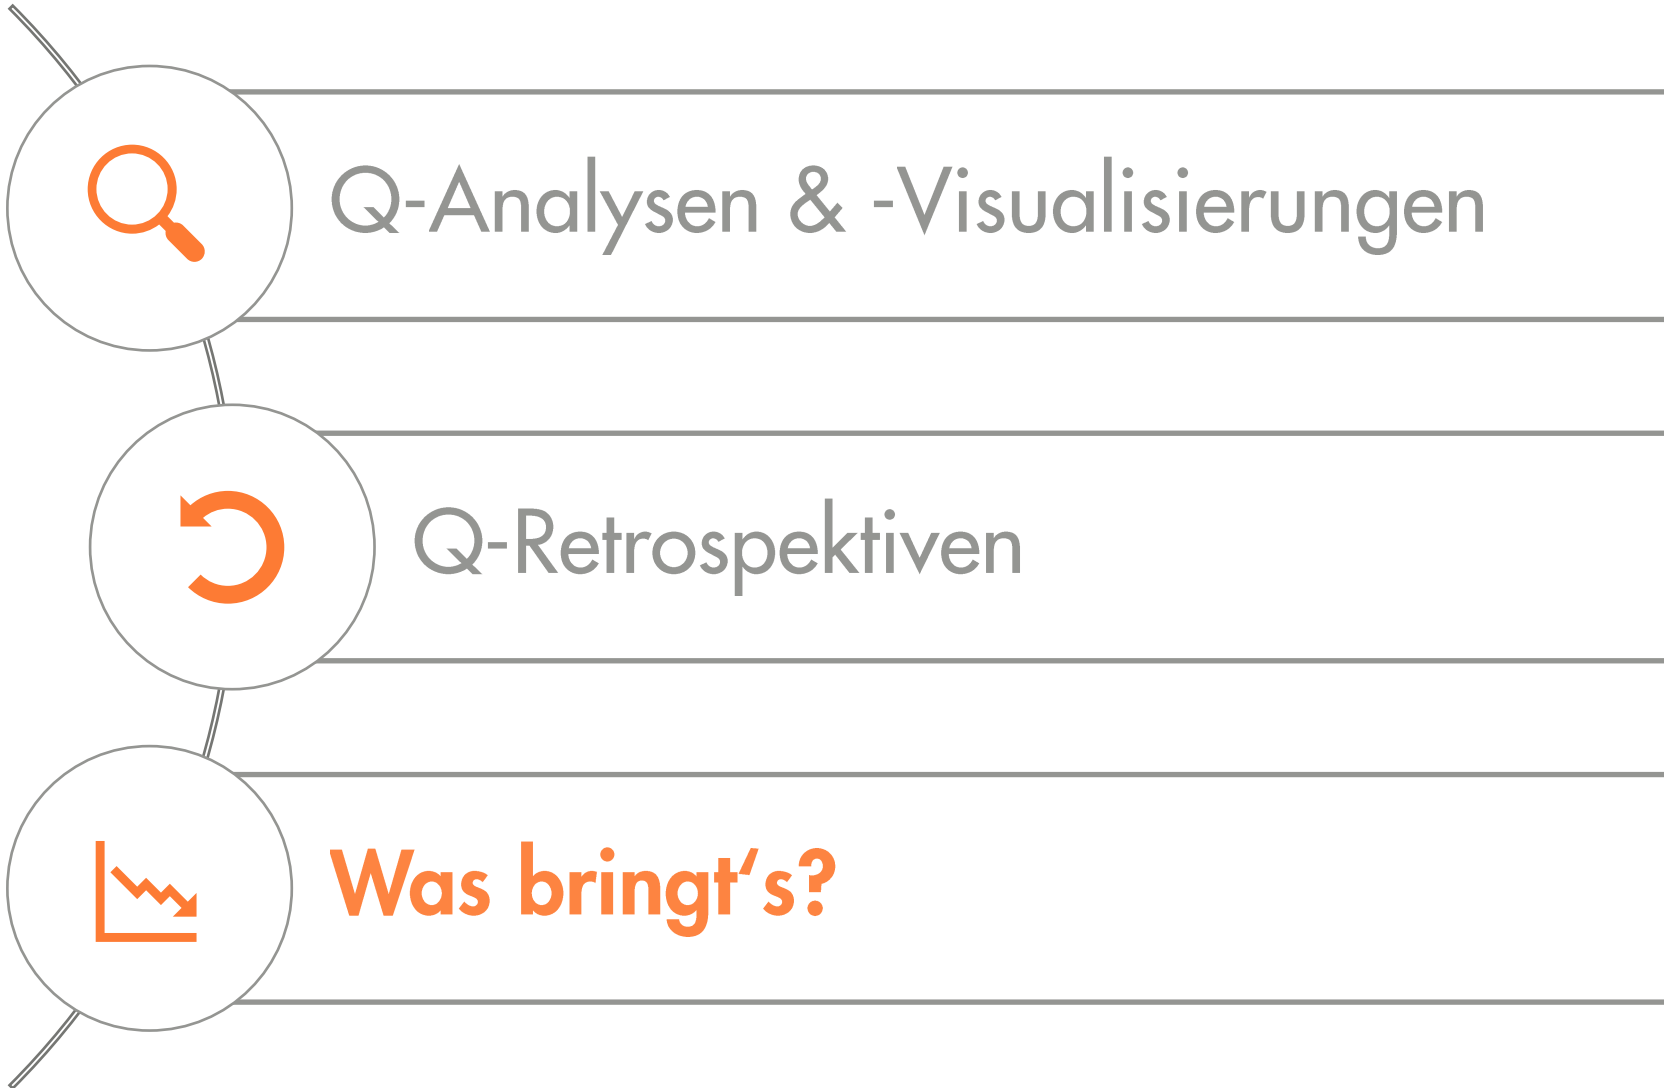 Q-Analysen & -Visualisierungen
Q-Retrospektiven
Was bringt‘s?